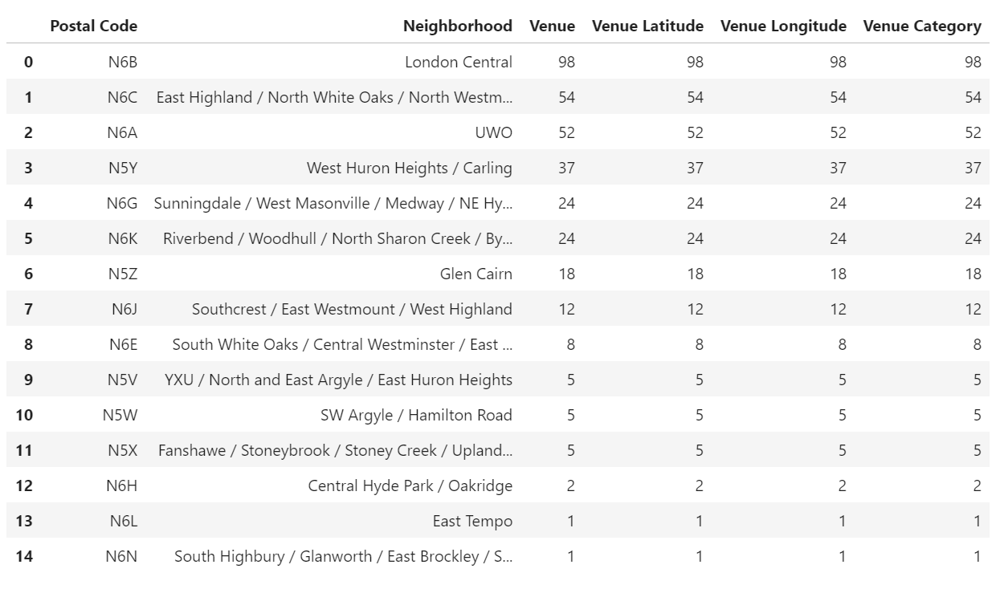 Postal Code Neighborhood Venue Venue Latitude Venue Longitude Venue Category
0 N6B London Central 98 98 98 98
1 N6C East Highland / North White Oaks / North Westm... 54 54 54 54
2 N6A UWO 52 52 52 52
3 N5Y West Huron Heights / Carling 37 37 37 37
4 N6G Sunningdale / West Masonville / Medway / NE Hy... 24 24 24 24
5 N6K Riverbend / Woodhull / North Sharon Creek / By... 24 24 24 24
6 N5Z Glen Cairn 18 18 18 18
7 N6J Southcrest / East Westmount / West Highland 12 12 12 12
8 N6E South White Oaks / Central Westminster / East ... 8 8 8 8
9 N5V YXU / North and East Argyle / East Huron Heights 5 5 5 5
10 N5W SW Argyle / Hamilton Road 5 5 5 5
11 N5X Fanshawe / Stoneybrook / Stoney Creek / Upland... 5 5 5 5
12 N6H Central Hyde Park / Oakridge 2 2 2 2
13 N6L East Tempo 1 1 1 1
14 N6N South Highbury / Glanworth / East Brockley / S... 1 1 1 1